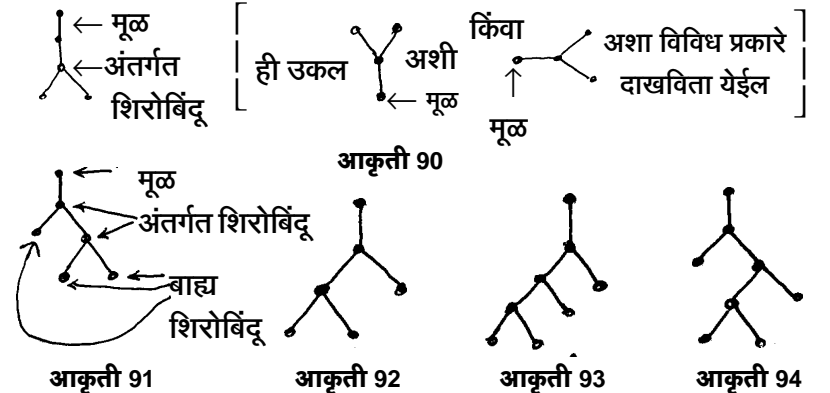 ← मूळ
←अंतर्गत
शिरोबिंदू
ही उकल
अशी
← मूळ
किंवा
↑
मूळ
अशा विविध प्रकारे
दाखविता येईल
आकृती 90
मूळ
अंतर्गत शिरोबिंदू
बाह्य
शिरोबिंदू
आकृती 91
आकृती 92
आकृती 93
आकृती 94